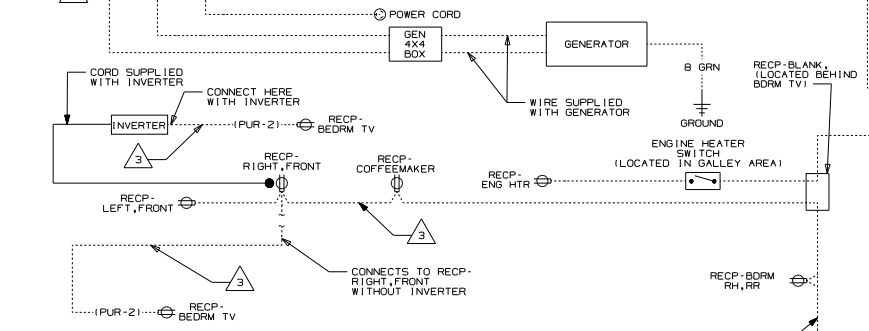 POWER CORD
GEN
4X4
BOX
GENERATOR
8 GRN
RECP-BLANK,
(LOCATED BEHIND
BDRM TV)
CORD SUPPLIED
WITH INVERTER
CONNECT HERE
WITH INVERTER
WIRE SUPPLIED
WITH GENERATOR
GROUND
INVERTER
(PUR-2)
RECP-
BEDRM TV
3
ENGINE HEATER
SWITCH
(LOCATED IN GALLEY AREA)
RECP-
RIGHT,FRONT
RECP-
COFFEEMAKER
RECP-
ENG HTR
RECP-
LEFT,FRONT
3
3
CONNECTS TO RECP-
RIGHT,FRONT
WITHOUT INVERTER
RECP-BDRM
RH,RR
(PUR-2)
RECP-
BEDRM TV